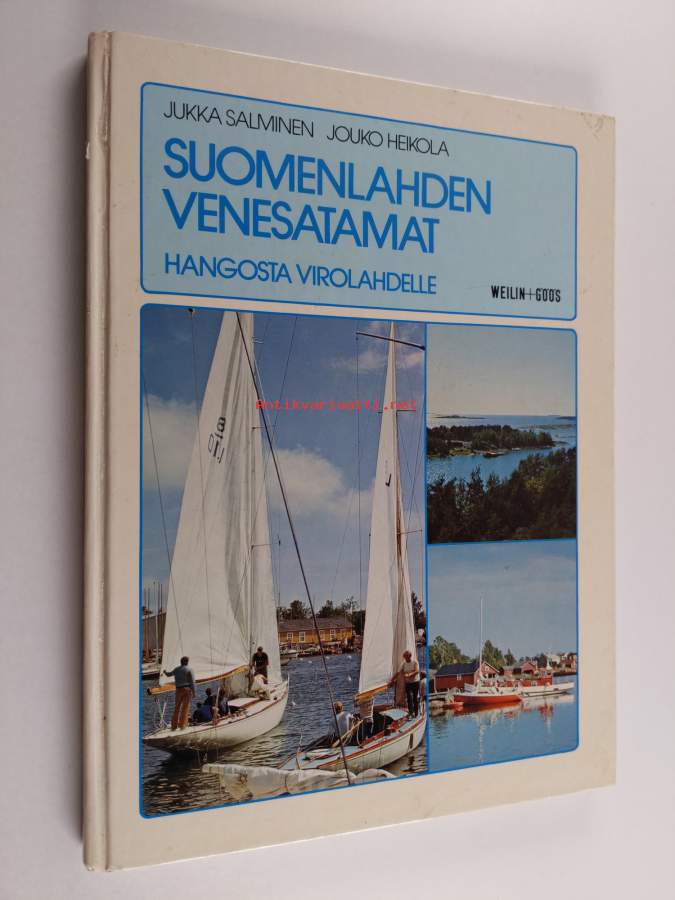 JUKKA SALMINEN JOUKO HEIKOLA
SUOMENLAHDEN
VENESATAMAT
HANGOSTA VIROLAHDELLE
WEILIN+GÖÖS
Antikvariaatti.net